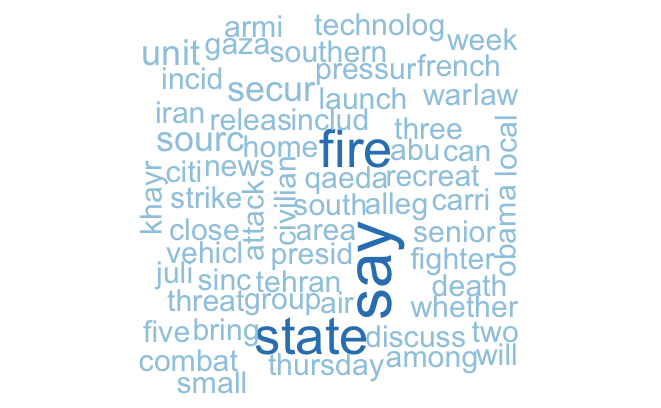 armi technolog
unit gaza southern week
incid pressur french
secur launch war law
iran releas includ three
sourc home fire abu can local
khayr citi news qaeda recreat
strike attack civilian south alleg carri obama
close area senior
vehicl presid say fighter
juli sinc tehran death
threat group air whether
five bring state discuss two
combat thursday among will
small